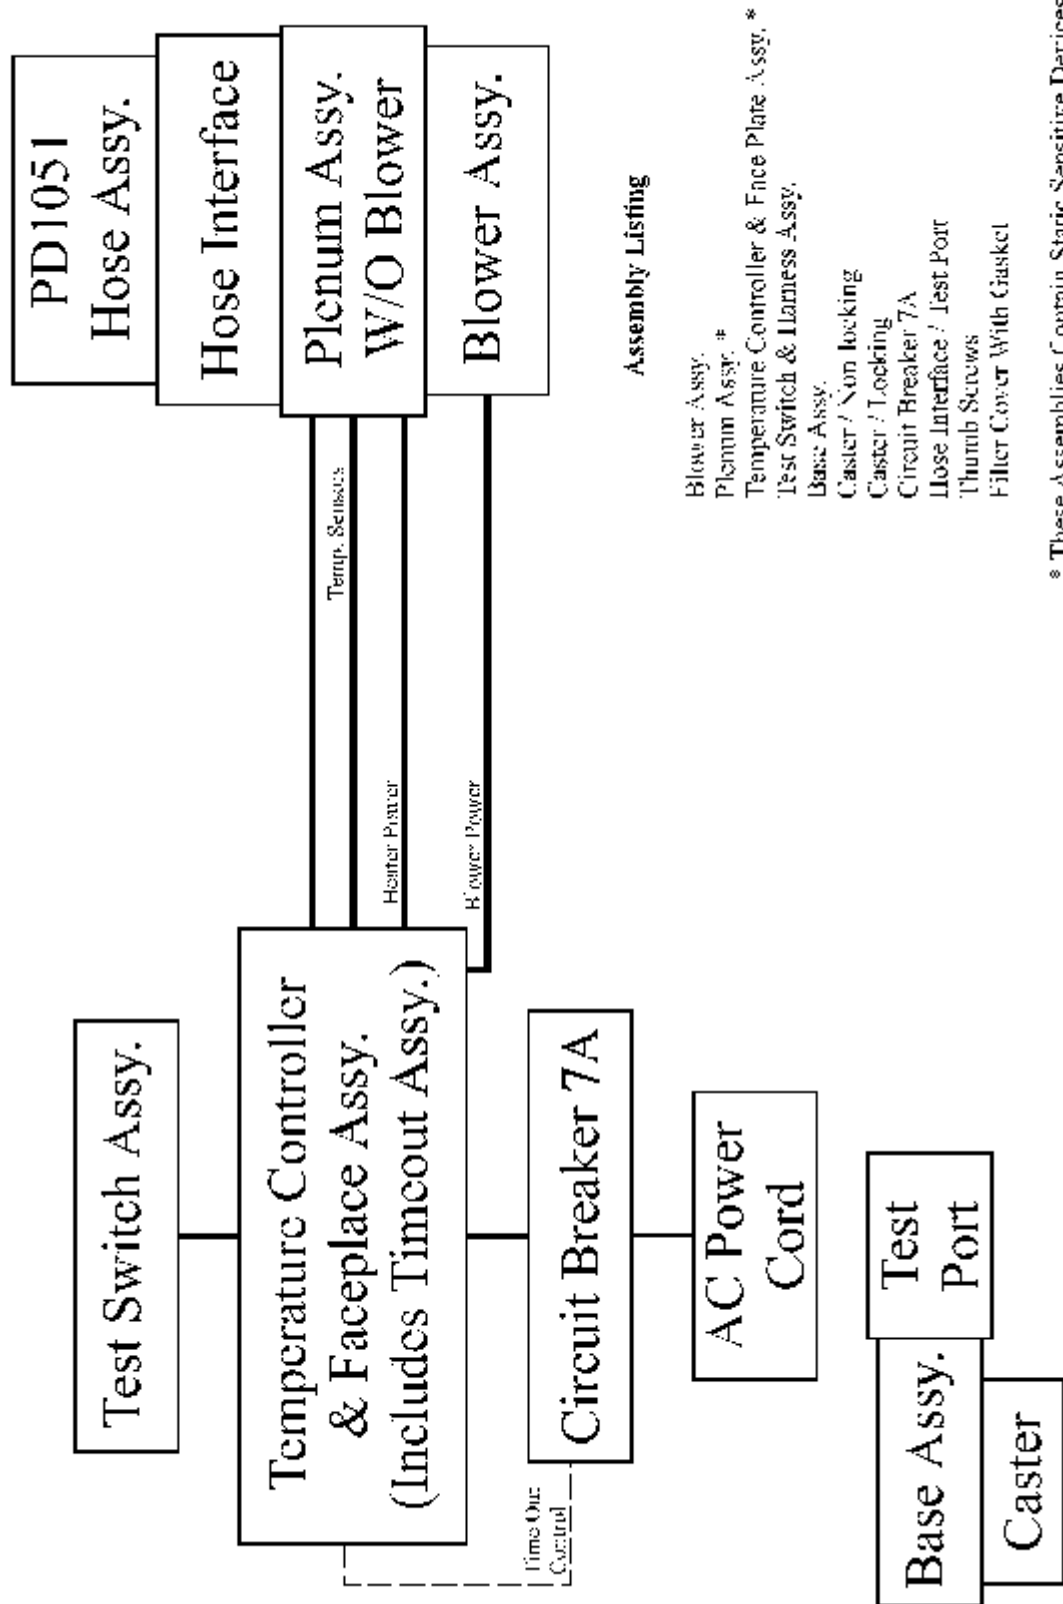 Test Switch Assy.
Temperature Controller
& Faceplace Assy.
(Includes Timeout Assy.)
Time Out
Control
Circuit Breaker 7A
AC Power
Cord
Base Assy.
Test
Port
Caster
PD1051
Hose Assy.
Hose Interface
Plenum Assy.
W/O Blower
Blower Assy.
Temp. Sensors
Heater Power
Blower Power
Assembly Listing
Blower Assy.
Plenum Assy. *
Temperature Controller & Face Plate Assy. *
Test Switch & Harness Assy.
Base Assy.
Caster / Non locking
Caster / Locking
Circuit Breaker 7A
Hose Interface / Test Port
Thumb Screws
Filter Cover With Gasket
* These Assemblies Contain Static Sensitive Devices